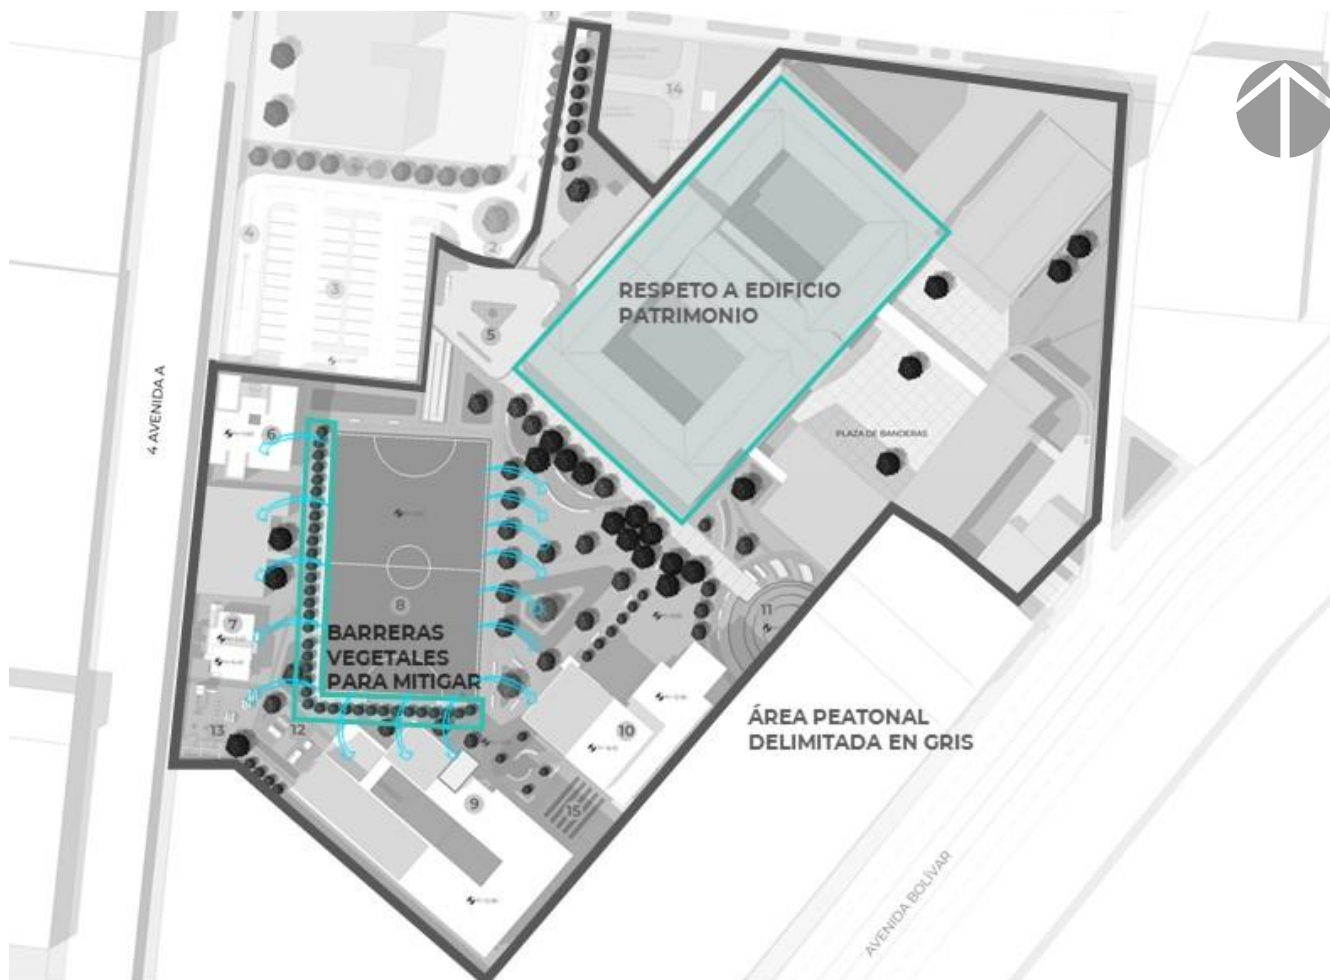 1
14
4
2
3
5
RESPETO A EDIFICIO
PATRIMONIO
4 AVENIDA A
6
PLAZA DE BANDERAS
8
7
11
BARRERAS
VEGETALES
PARA MITIGAR
ÁREA PEATONAL
DELIMITADA EN GRIS
13
12
10
9
15
AVENIDA BOLÍVAR